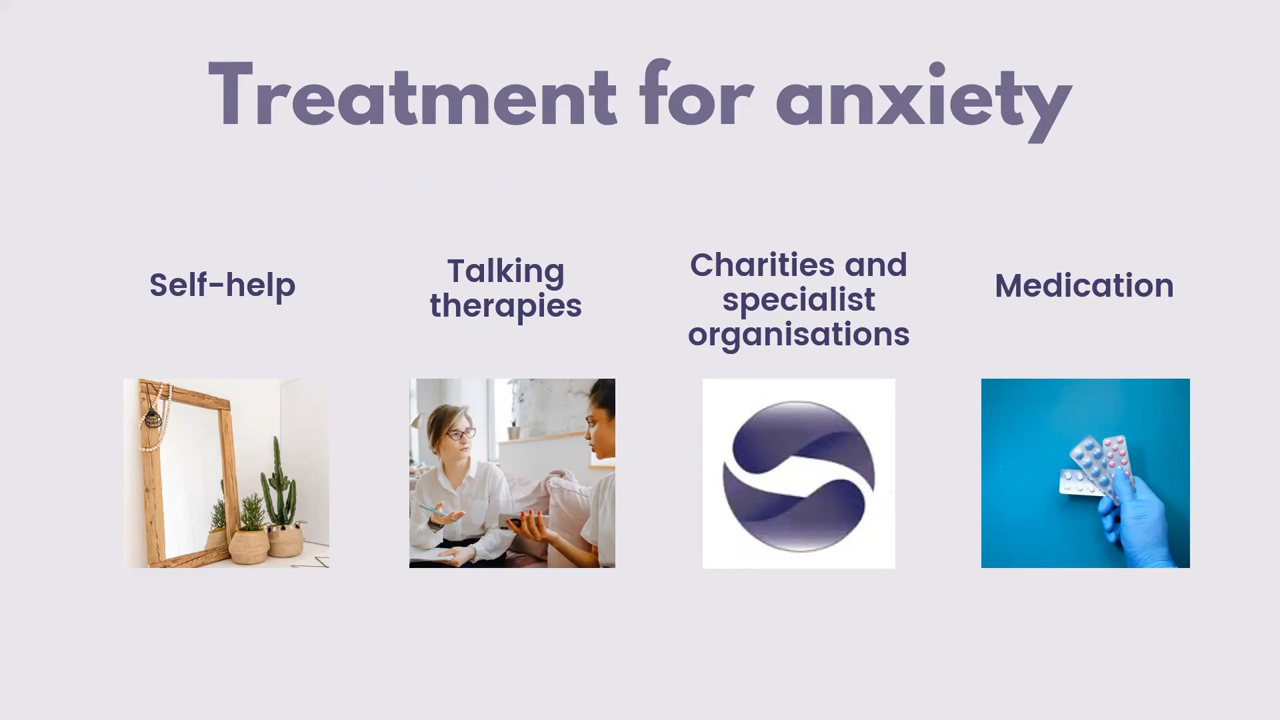 Treatment for anxiety
Self-help
Talking
therapies
Charities and
specialist
organisations
Medication